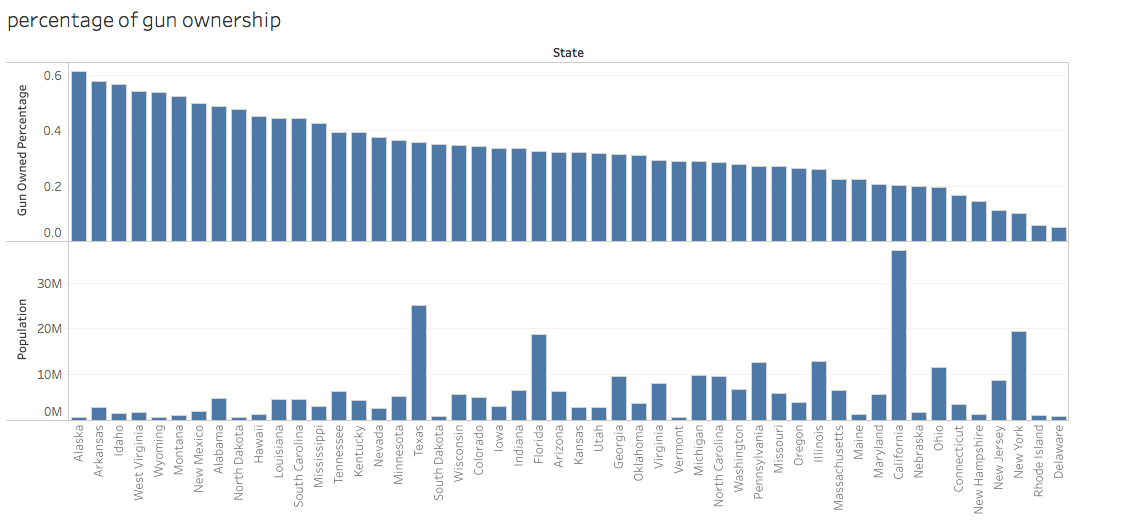 percentage of gun ownership
State
Gun Owned Percentage
0.6
0.4
0.2
0.0
Population
30M
20M
10M
0M
Alaska
Arkansas
Idaho
West Virginia
Wyoming
Montana
New Mexico
Alabama
North Dakota
Hawaii
Louisiana
South Carolina
Mississippi
Tennessee
Kentucky
Nevada
Minnesota
Texas
South Dakota
Wisconsin
Colorado
Iowa
Indiana
Florida
Arizona
Kansas
Utah
Georgia
Oklahoma
Virginia
Vermont
Michigan
North Carolina
Washington
Pennsylvania
Missouri
Oregon
Illinois
Massachusetts
Maine
Maryland
California
Nebraska
Ohio
Connecticut
New Hampshire
New Jersey
New York
Rhode Island
Delaware